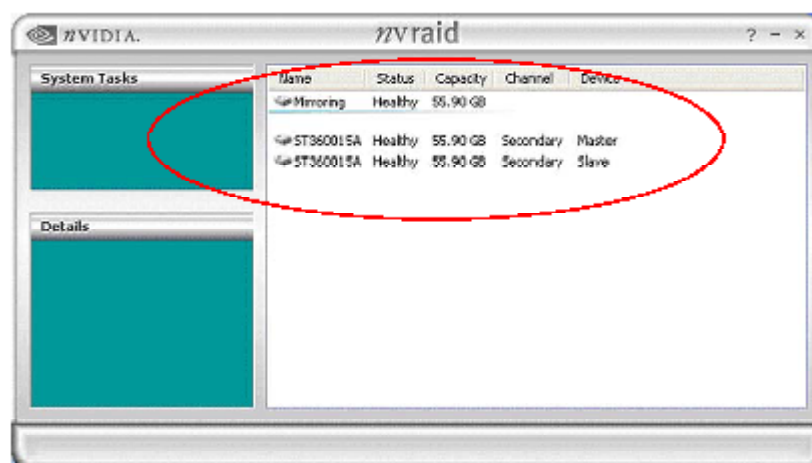 nVIDIA.
nvraid
? - ×
System Tasks
Name Status Capacity Channel Device
Mirroring Healthy 55.90 GB
ST360015A Healthy 55.90 GB Secondary Master
ST360015A Healthy 55.90 GB Secondary Slave
Details